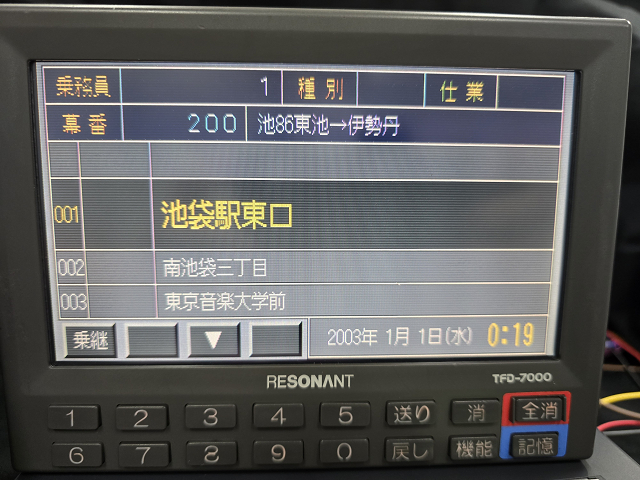 乗務員 1 種別 仕業
幕番 200 池86東池→伊勢丹
001 池袋駅東口
002 南池袋三丁目
003 東京音楽大学前
乗継 ▼ 2003年 1月 1日(水) 0:19
RESONANT TFD-7000
1 2 3 4 5 送り 消 全消
6 7 8 9 0 戻し 機能 記憶